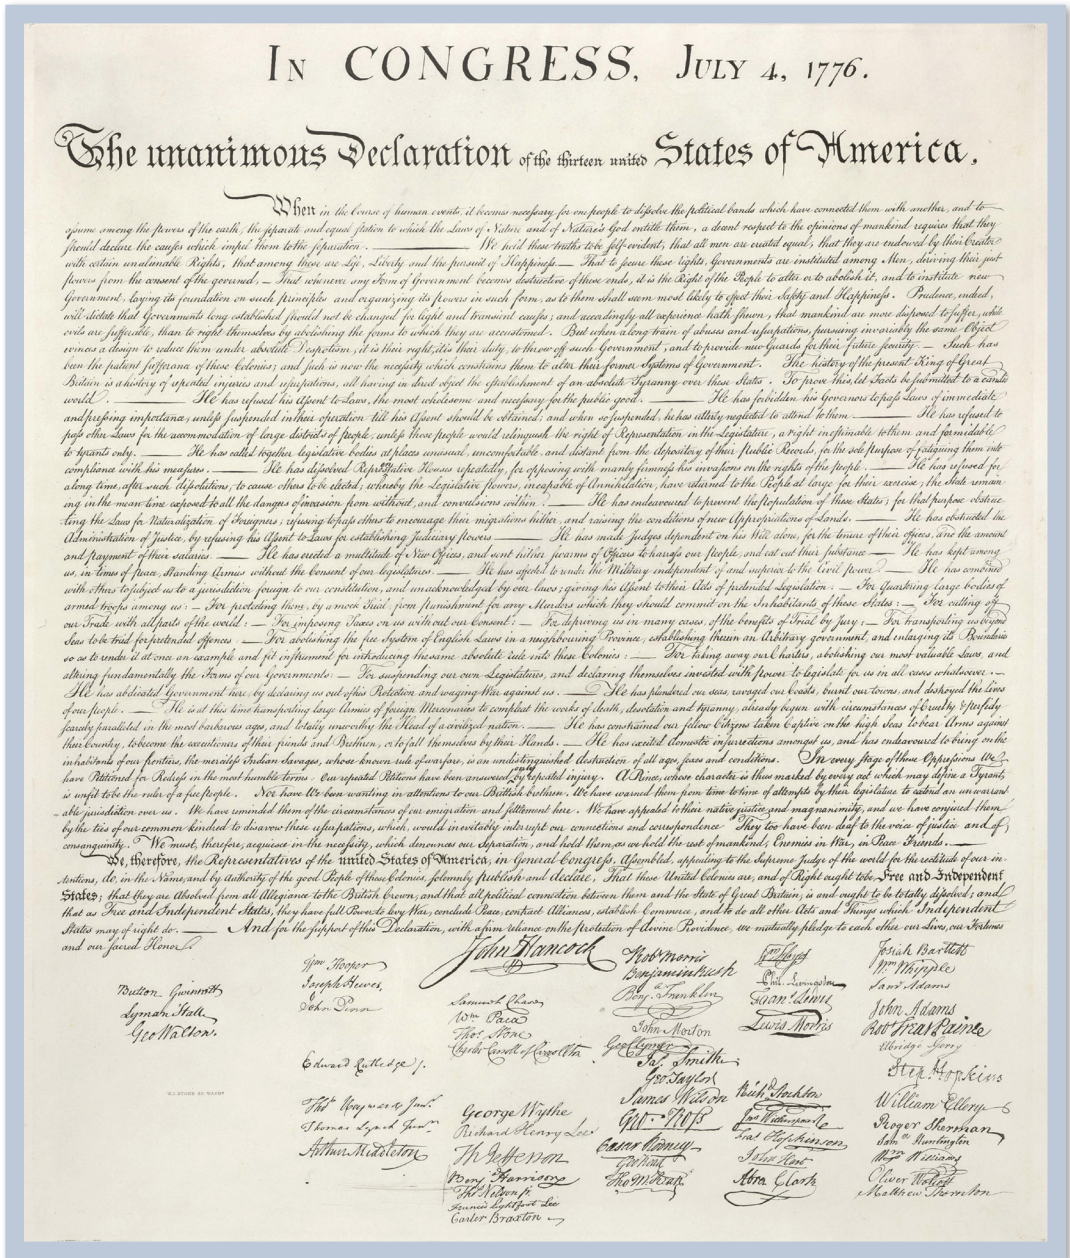 In CONGRESS, July 4, 1776.
The unanimous Declaration of the thirteen united States of America,
When in the Course of human events, it becomes necessary for one people to dissolve the political bands which have connected them with another, and to
assume among the powers of the earth, the separate and equal station to which the Laws of Nature and of Nature's God entitle them, a decent respect to the opinions of mankind requires that they
should declare the causes which impel them to the separation. — We hold these truths to be self-evident, that all men are created equal, that they are endowed by their Creator
with certain unalienable Rights, that among these are Life, Liberty and the pursuit of Happiness. — That to secure these rights, Governments are instituted among Men, deriving their just
powers from the consent of the governed, — That whenever any Form of Government becomes destructive of these ends, it is the Right of the People to alter or to abolish it, and to institute new
Government, laying its foundation on such principles and organizing its powers in such form, as to them shall seem most likely to effect their Safety and Happiness. Prudence, indeed,
will dictate that Governments long established should not be changed for light and transient causes; and accordingly all experience hath shewn, that mankind are more disposed to suffer, while
evils are sufferable, than to right themselves by abolishing the forms to which they are accustomed. But when a long train of abuses and usurpations, pursuing invariably the same Object
evinces a design to reduce them under absolute Despotism, it is their right, it is their duty, to throw off such Government, and to provide new Guards for their future security. — Such has
been the patient sufferance of these Colonies; and such is now the necessity which constrains them to alter their former Systems of Government. The history of the present King of Great
Britain is a history of repeated injuries and usurpations, all having in direct object the establishment of an absolute Tyranny over these States. To prove this, let Facts be submitted to a candid
world. — He has refused his Assent to Laws, the most wholesome and necessary for the public good. — He has forbidden his Governors to pass Laws of immediate
and pressing importance, unless suspended in their operation till his Assent should be obtained; and when so suspended, he has utterly neglected to attend to them. — He has refused to
pass other Laws for the accommodation of large districts of people, unless those people would relinquish the right of Representation in the Legislature, a right inestimable to them and formidable
to tyrants only. — He has called together legislative bodies at places unusual, uncomfortable, and distant from the depository of their public Records, for the sole purpose of fatiguing them into
compliance with his measures. — He has dissolved Representative Houses repeatedly, for opposing with manly firmness his invasions on the rights of the people. — He has refused for
a long time, after such dissolutions, to cause others to be elected; whereby the Legislative powers, incapable of Annihilation, have returned to the People at large for their exercise; the State remain
ing in the mean time exposed to all the dangers of invasion from without, and convulsions within. — He has endeavoured to prevent the population of these States; for that purpose obstruc
ting the Laws for Naturalization of Foreigners; refusing to pass others to encourage their migrations hither, and raising the conditions of new Appropriations of Lands. — He has obstructed the
Administration of Justice, by refusing his Assent to Laws for establishing Judiciary powers — He has made Judges dependent on his Will alone, for the tenure of their offices, and the amount
and payment of their salaries. — He has erected a multitude of New Offices, and sent hither swarms of Officers to harrass our people, and eat out their substance — He has kept among
us, in times of peace, Standing Armies without the Consent of our legislatures. — He has affected to render the Military independent of and superior to the Civil power. — He has combined
with others to subject us to a jurisdiction foreign to our constitution, and unacknowledged by our laws; giving his Assent to their Acts of pretended Legislation: — For Quartering large bodies of
armed troops among us: — For protecting them, by a mock Trial, from punishment for any Murders which they should commit on the Inhabitants of these States: — For cutting off
our Trade with all parts of the world: — For imposing Taxes on us without our Consent: — For depriving us in many cases, of the benefits of Trial by Jury: — For transporting us beyond
Seas to be tried for pretended offences — For abolishing the free System of English Laws in a neighbouring Province, establishing therein an Arbitrary government, and enlarging its Boundaries
so as to render it at once an example and fit instrument for introducing the same absolute rule into these Colonies: — For taking away our Charters, abolishing our most valuable Laws, and
altering fundamentally the Forms of our Governments: — For suspending our own Legislatures, and declaring themselves invested with power to legislate for us in all cases whatsoever. —
He has abdicated Government here, by declaring us out of his Protection and waging War against us. — He has plundered our seas, ravaged our Coasts, burnt our towns, and destroyed the lives
of our people. — He is at this time transporting large Armies of foreign Mercenaries to compleat the works of death, desolation and tyranny, already begun with circumstances of Cruelty & perfidy
scarcely paralleled in the most barbarous ages, and totally unworthy the Head of a civilized nation. — He has constrained our fellow Citizens taken Captive on the high Seas to bear Arms against
their Country, to become the executioners of their friends and Brethren, or to fall themselves by their Hands. — He has excited domestic insurrections amongst us, and has endeavoured to bring on the
inhabitants of our frontiers, the merciless Indian Savages, whose known rule of warfare, is an undistinguished destruction of all ages, sexes and conditions. In every stage of these Oppressions We
have Petitioned for Redress in the most humble terms: Our repeated Petitions have been answered only by repeated injury. A Prince, whose character is thus marked by every act which may define a Tyrant,
is unfit to be the ruler of a free people. Nor have We been wanting in attentions to our Brittish brethren. We have warned them from time to time of attempts by their legislature to extend an unwarrant
able jurisdiction over us. We have reminded them of the circumstances of our emigration and settlement here. We have appealed to their native justice and magnanimity, and we have conjured them
by the ties of our common kindred to disavow these usurpations, which, would inevitably interrupt our connections and correspondence They too have been deaf to the voice of justice and of
consanguinity. We must, therefore, acquiesce in the necessity, which denounces our Separation, and hold them, as we hold the rest of mankind, Enemies in War, in Peace Friends. —
We, therefore, the Representatives of the united States of America, in General Congress, Assembled, appealing to the Supreme Judge of the world for the rectitude of our in-
tentions, do, in the Name, and by Authority of the good People of these Colonies, solemnly publish and declare, That these United Colonies are, and of Right ought to be Free and Independent
States; that they are Absolved from all Allegiance to the British Crown, and that all political connection between them and the State of Great Britain, is and ought to be totally dissolved; and
that as Free and Independent States, they have full Power to levy War, conclude Peace, contract Alliances, establish Commerce, and to do all other Acts and Things which Independent
States may of right do. — And for the support of this Declaration, with a firm reliance on the Protection of divine Providence, we mutually pledge to each other our Lives, our Fortunes
and our sacred Honor.
John Hancock
Button Gwinnett
Lyman Hall
Geo Walton.
Wm Hooper
Joseph Hewes,
John Penn
Edward Rutledge /.
Thos Heyward Junr.
Thomas Lynch Junr.
Arthur Middleton
Samuel Chase
Wm Paca
Thos. Stone
Charles Carroll of Carrollton
George Wythe
Richard Henry Lee
Th Jefferson
Benj Harrison
Thos Nelson jr.
Francis Lightfoot Lee
Carter Braxton
Robt Morris
Benjamin Rush
Benj. Franklin
John Morton
Geo Clymer
Jas. Smith
Geo. Taylor
James Wilson
Geo. Ross
Caesar Rodney
Geo Read
Tho M:Kean
Wm Floyd
Phil. Livingston
Frans. Lewis
Lewis Morris
Richd. Stockton
Jno Witherspoon
Fras. Hopkinson
John Hart
Abra Clark
Josiah Bartlett
Wm Whipple
Saml Adams
John Adams
Robt Treat Paine
Elbridge Gerry
Step. Hopkins
William Ellery
Roger Sherman
Saml Huntington
Wm Williams
Oliver Wolcott
Matthew Thornton
W.J. STONE SC. WASHN.